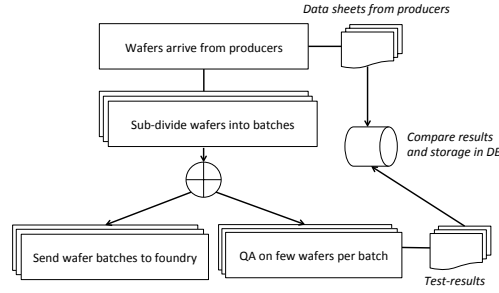 Data sheets from producers
Wafers arrive from producers
Sub-divide wafers into batches
Compare results
and storage in DB
Send wafer batches to foundry
QA on few wafers per batch
Test-results